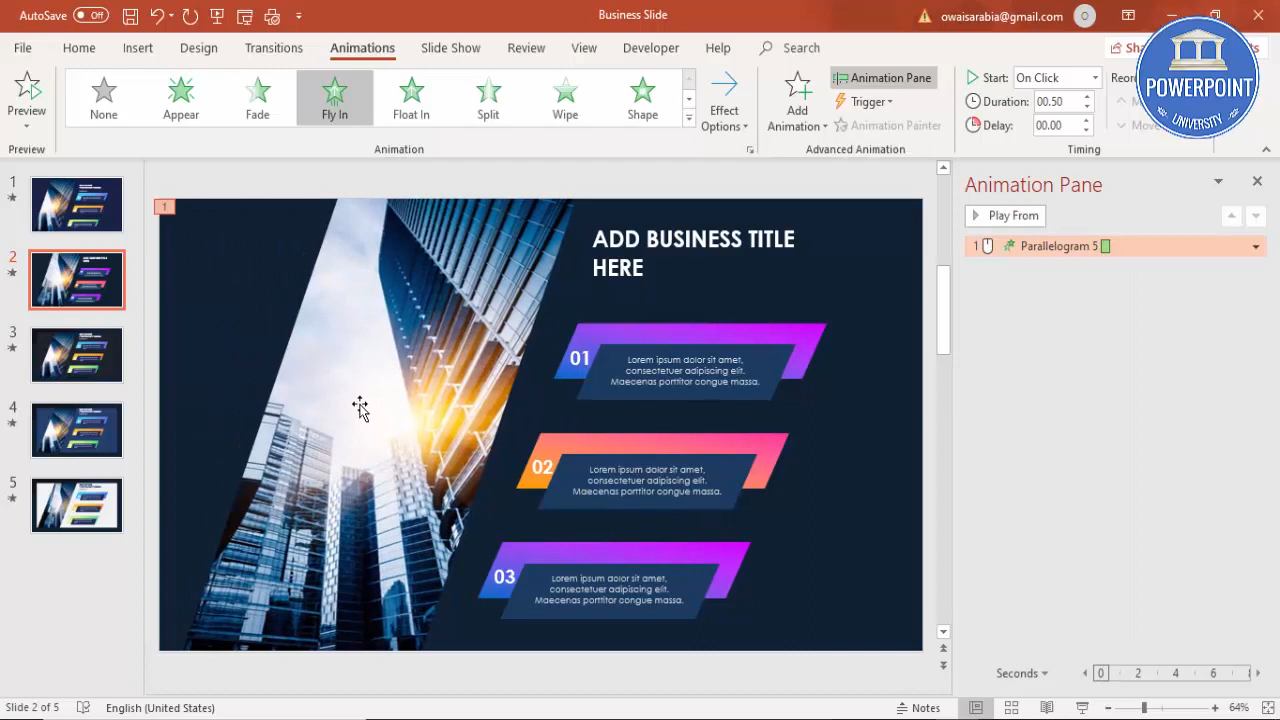 AutoSave Off
Business Slide
owaisarabia@gmail.com
File Home Insert Design Transitions Animations Slide Show Review View Developer Help Search
Preview
None Appear Fade Fly In Float In Split Wipe Shape
Effect
Options
Add
Animation
Animation Pane
Trigger
Animation Painter
Start: On Click
Duration: 00.50
Delay: 00.00
POWERPOINT
UNIVERSITY
Preview Animation Advanced Animation Timing
1
2
3
4
5
1
ADD BUSINESS TITLE
HERE
01
Lorem ipsum dolor sit amet,
consectetuer adipiscing elit.
Maecenas porttitor congue massa.
02
Lorem ipsum dolor sit amet,
consectetuer adipiscing elit.
Maecenas porttitor congue massa.
03
Lorem ipsum dolor sit amet,
consectetuer adipiscing elit.
Maecenas porttitor congue massa.
Animation Pane
Play From
1 Parallelogram 5
Seconds 0 2 4 6
Slide 2 of 5 English (United States) Notes 64%